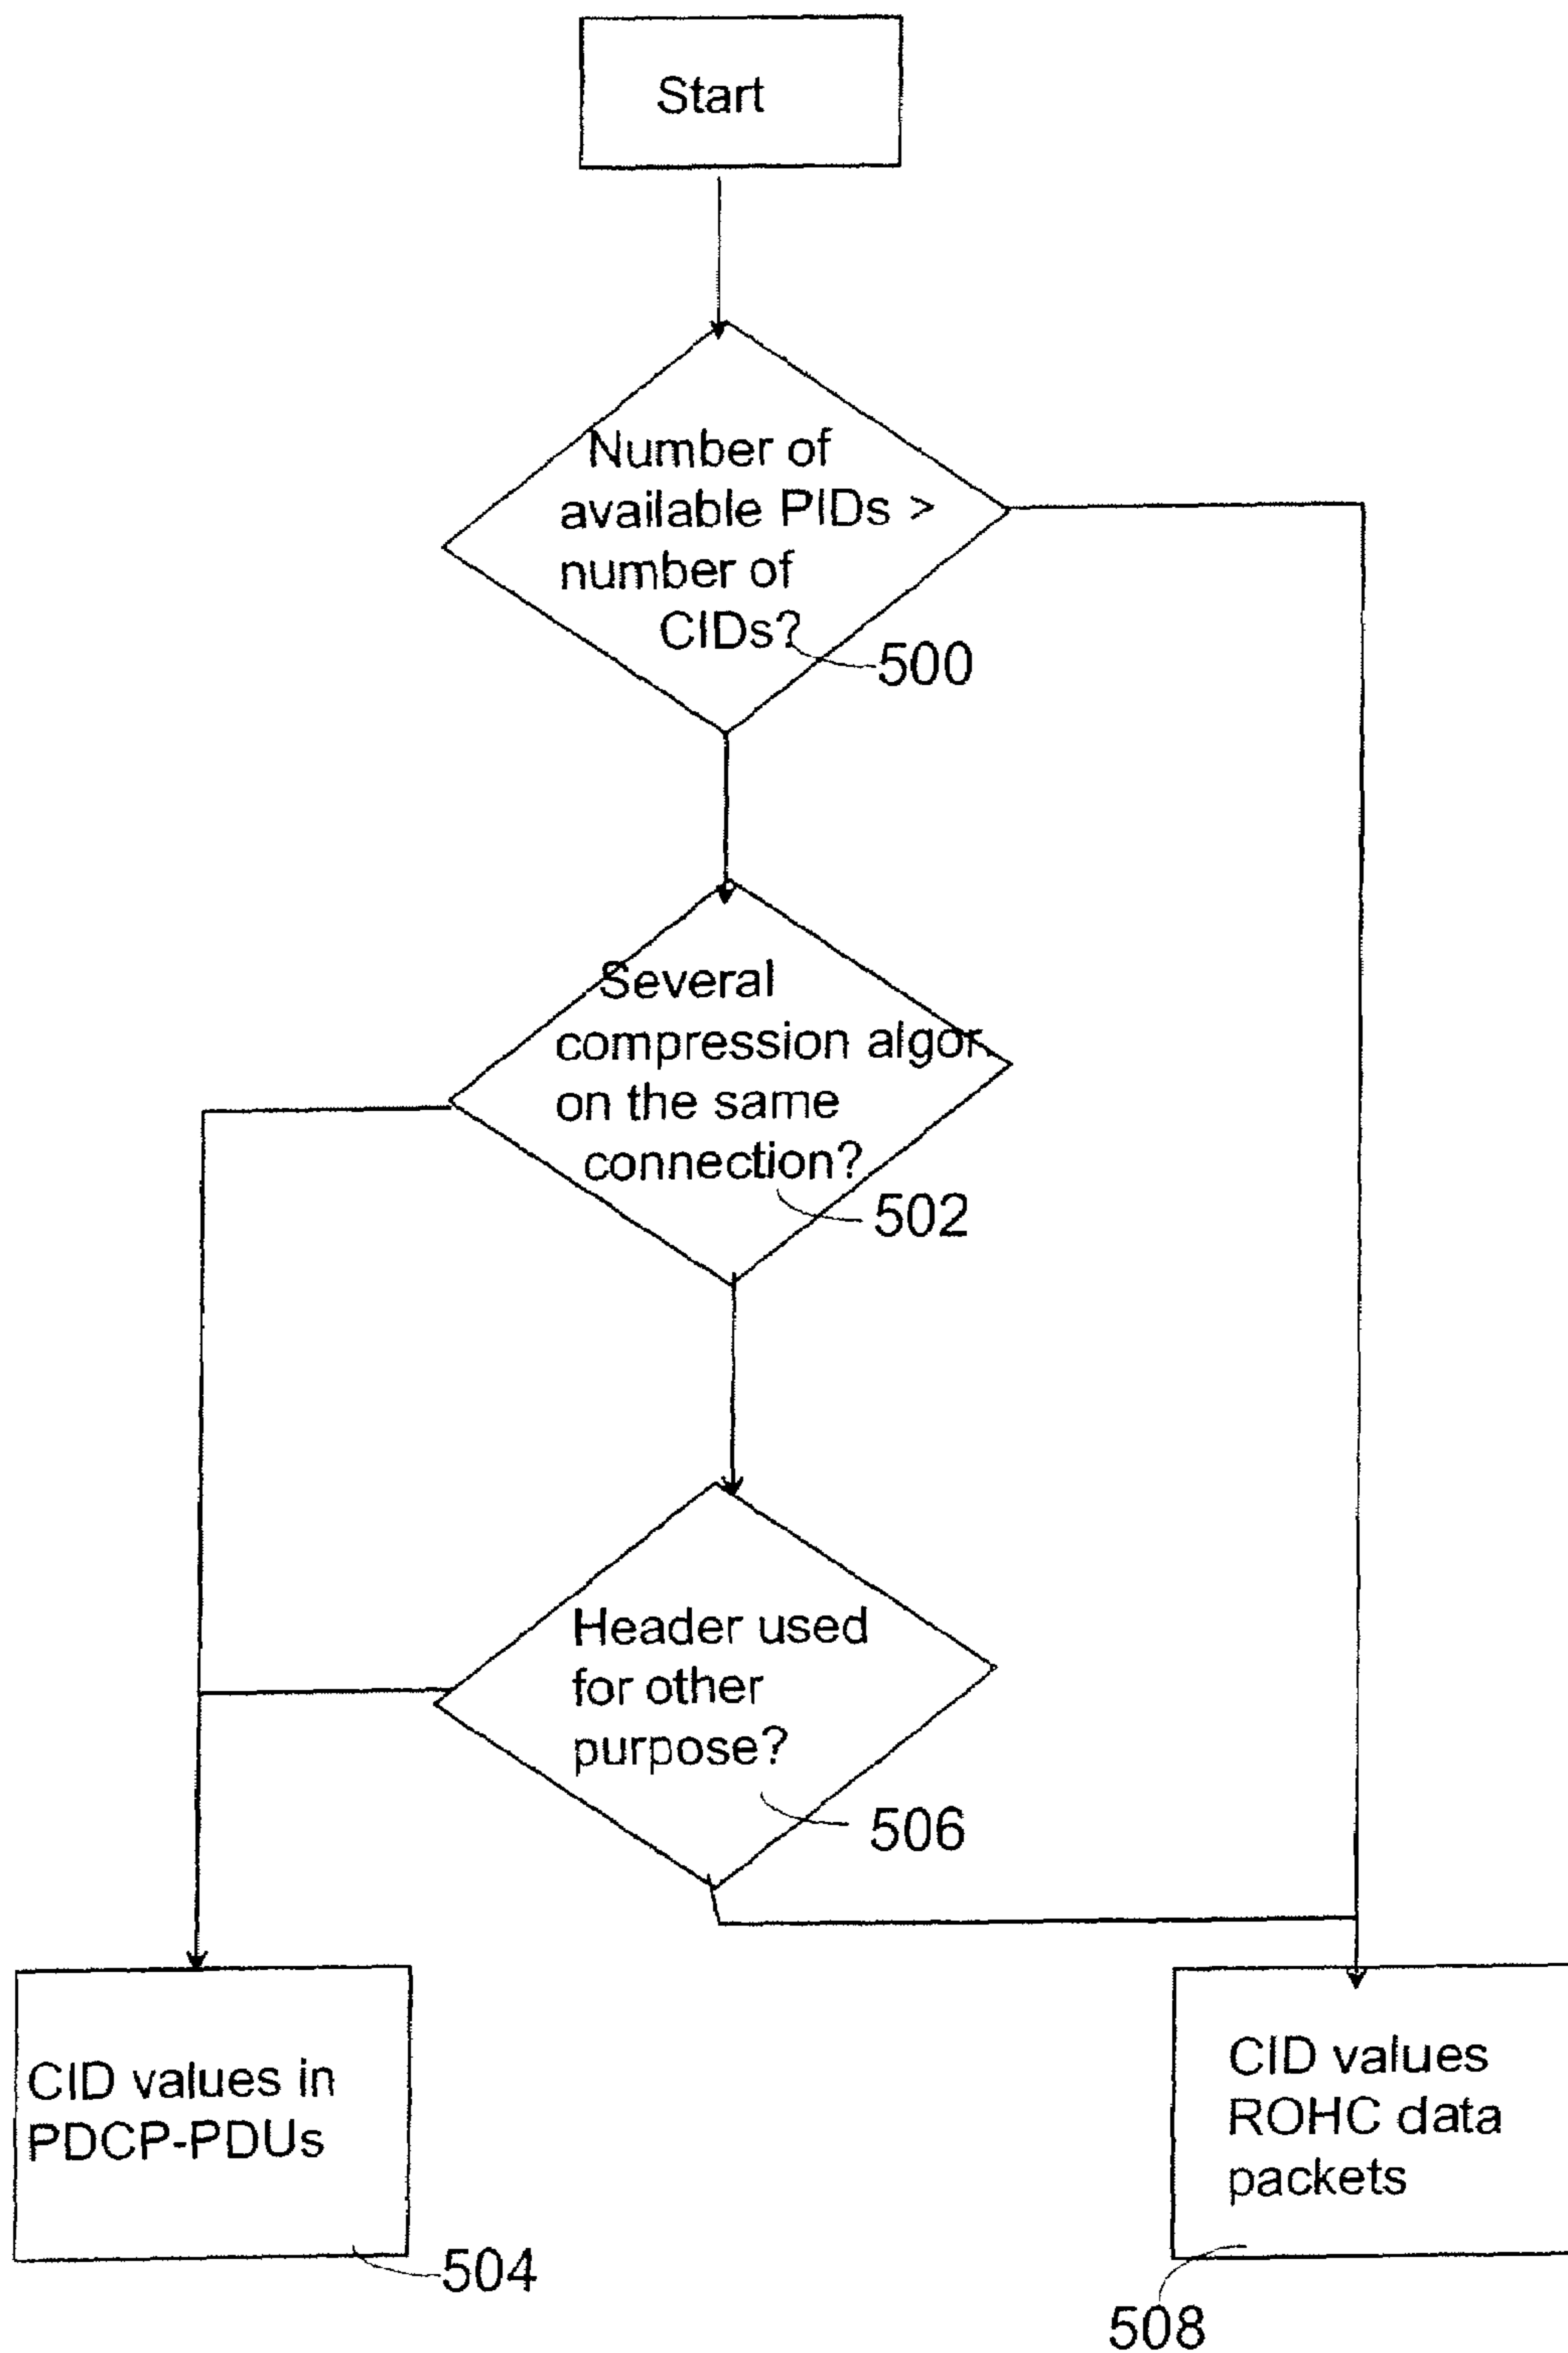 Start
Number of
available PIDs >
number of
CIDs?
500
Several
compression algor.
on the same
connection?
502
Header used
for other
purpose?
506
CID values in
PDCP-PDUs
504
CID values
ROHC data
packets
508